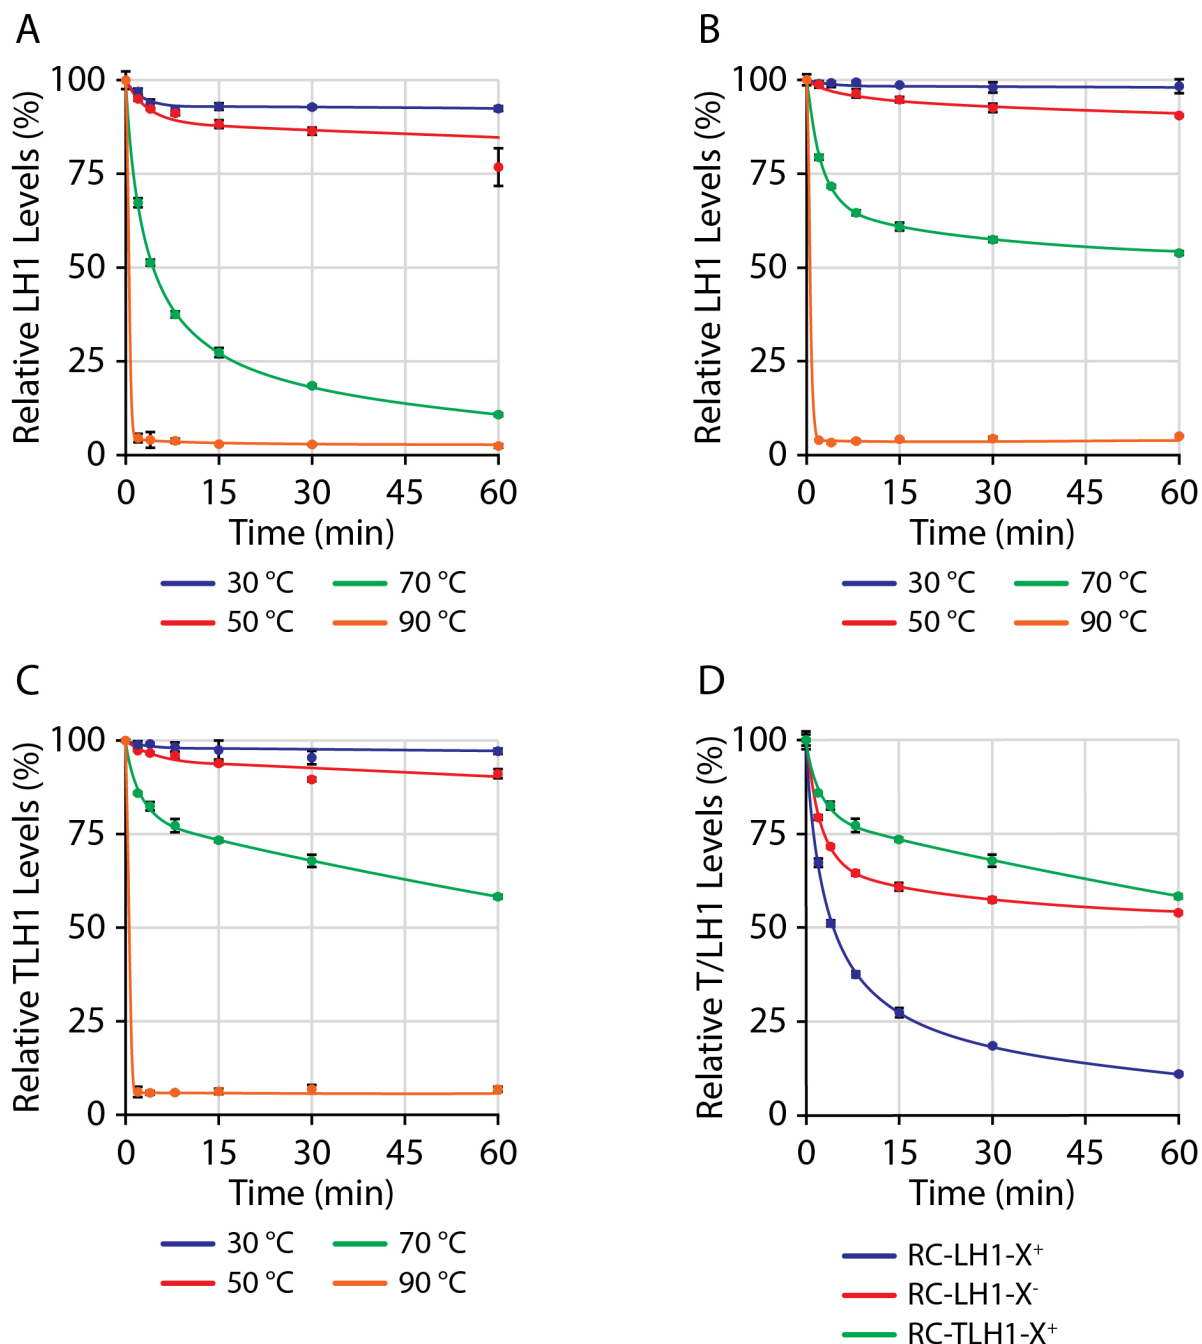 A
100
75
50
25
0
Relative LH1 Levels (%)
0 15 30 45 60
Time (min)
30 °C 70 °C
50 °C 90 °C
B
100
75
50
25
0
Relative LH1 Levels (%)
0 15 30 45 60
Time (min)
30 °C 70 °C
50 °C 90 °C
C
100
75
50
25
0
Relative TLH1 Levels (%)
0 15 30 45 60
Time (min)
30 °C 70 °C
50 °C 90 °C
D
100
75
50
25
0
Relative T/LH1 Levels (%)
0 15 30 45 60
Time (min)
RC-LH1-X⁺
RC-LH1-X⁻
RC-TLH1-X⁺